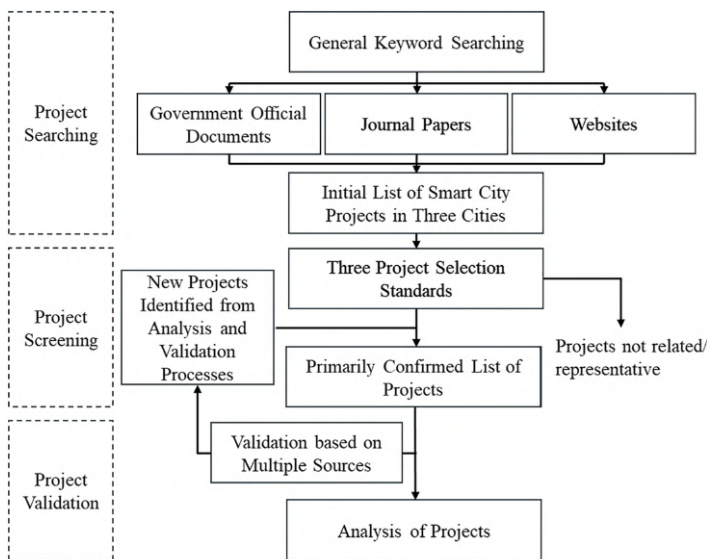 General Keyword Searching
Project
Searching
Government Official
Documents
Journal Papers
Websites
Initial List of Smart City
Projects in Three Cities
Project
Screening
New Projects
Identified from
Analysis and
Validation
Processes
Three Project Selection
Standards
Projects not related/
representative
Primarily Confirmed List of
Projects
Project
Validation
Validation based on
Multiple Sources
Analysis of Projects